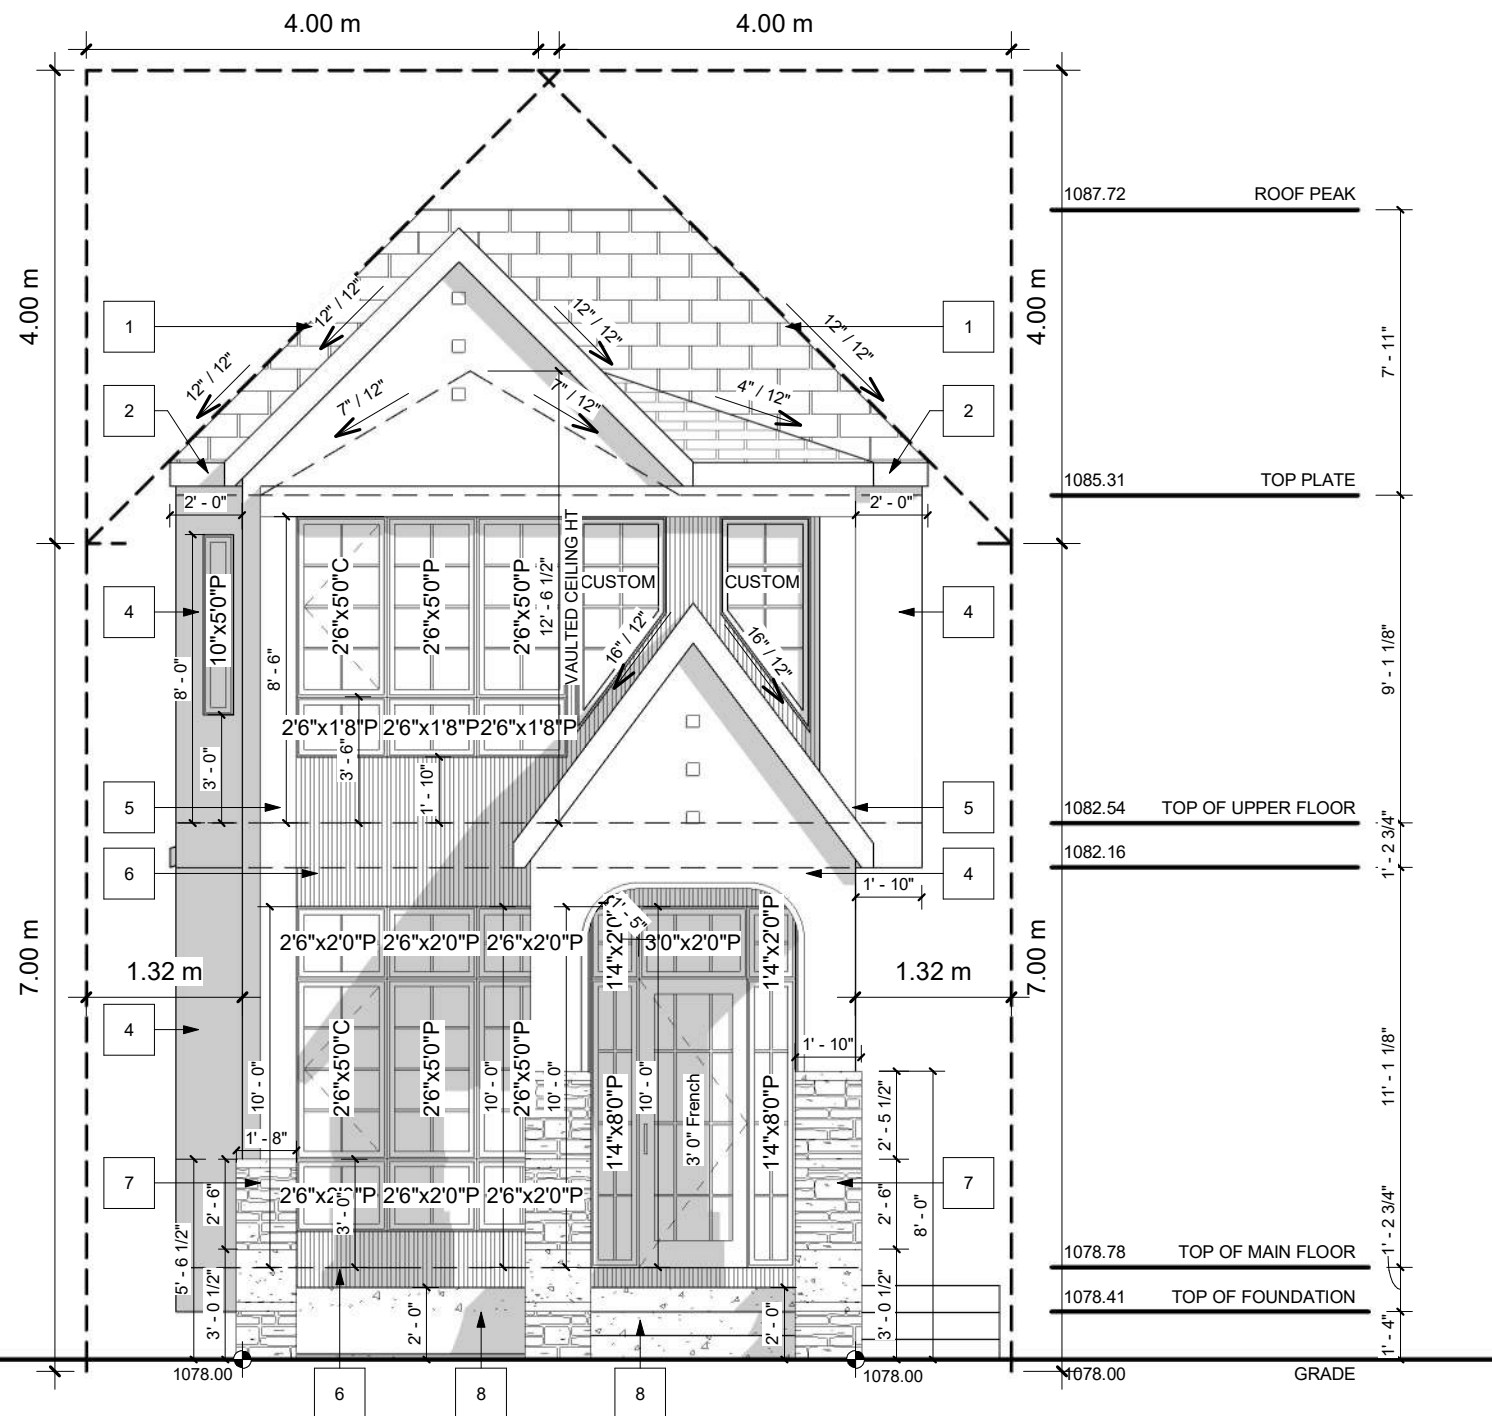 4.00 m
4.00 m
1087.72 ROOF PEAK
4.00 m
4.00 m
1
12" / 12"
12" / 12"
12" / 12"
1
12" / 12"
7' - 11"
2
7" / 12"
7" / 12"
4" / 12"
2
1085.31 TOP PLATE
2' - 0"
2' - 0"
4
10"x5'0"P
8' - 0"
3' - 0"
8' - 6"
2'6"x5'0"C
2'6"x5'0"P
2'6"x5'0"P
12' - 6 1/2"
VAULTED CEILING HT
CUSTOM
CUSTOM
16" / 12"
16" / 12"
4
9' - 1 1/8"
2'6"x1'8"P
2'6"x1'8"P
2'6"x1'8"P
3' - 6"
1' - 10"
5
5
1082.54 TOP OF UPPER FLOOR
1' - 2 3/4"
1082.16
6
4
1' - 10"
7.00 m
7.00 m
1.32 m
1.32 m
2'6"x2'0"P
2'6"x2'0"P
2'6"x2'0"P
1'4"x2'0"P
1' - 5"
3'0"x2'0"P
1'4"x2'0"P
4
10' - 0"
2'6"x5'0"C
2'6"x5'0"P
10' - 0"
2'6"x5'0"P
10' - 0"
1'4"x8'0"P
10' - 0"
3' 0" French
1'4"x8'0"P
1' - 10"
11' - 1 1/8"
1' - 8"
2' - 5 1/2"
7
2' - 6"
5' - 6 1/2"
3' - 0 1/2"
2'6"x2'0"P
2'6"x2'0"P
2'6"x2'0"P
3' - 0"
2' - 6"
8' - 0"
3' - 0 1/2"
7
1078.78 TOP OF MAIN FLOOR
1' - 2 3/4"
1078.41 TOP OF FOUNDATION
2' - 0"
2' - 0"
1' - 4"
1078.00
1078.00
1078.00 GRADE
6
8
8